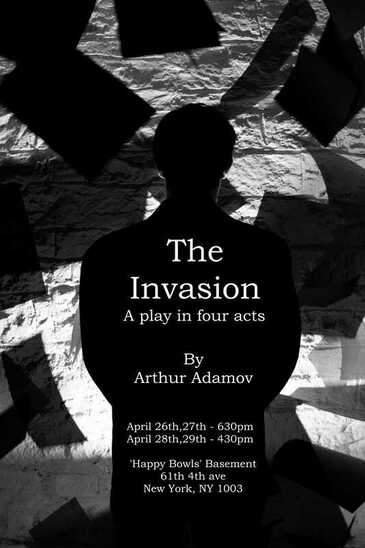 The
Invasion
A play in four acts
By
Arthur Adamov
April 26th,27th - 630pm
April 28th,29th - 430pm
'Happy Bowls' Basement
61th 4th ave
New York, NY 1003